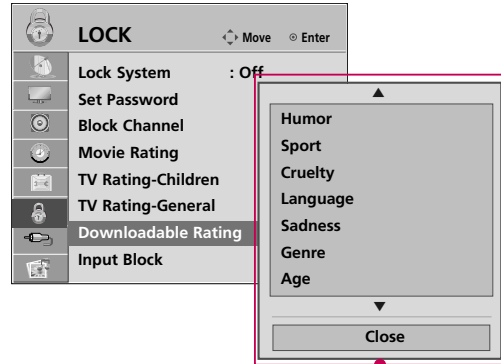 LOCK
Move
Enter
Lock System : Off
Set Password
Block Channel
Movie Rating
TV Rating-Children
TV Rating-General
Downloadable Rating
Input Block
Humor
Sport
Cruelty
Language
Sadness
Genre
Age
Close